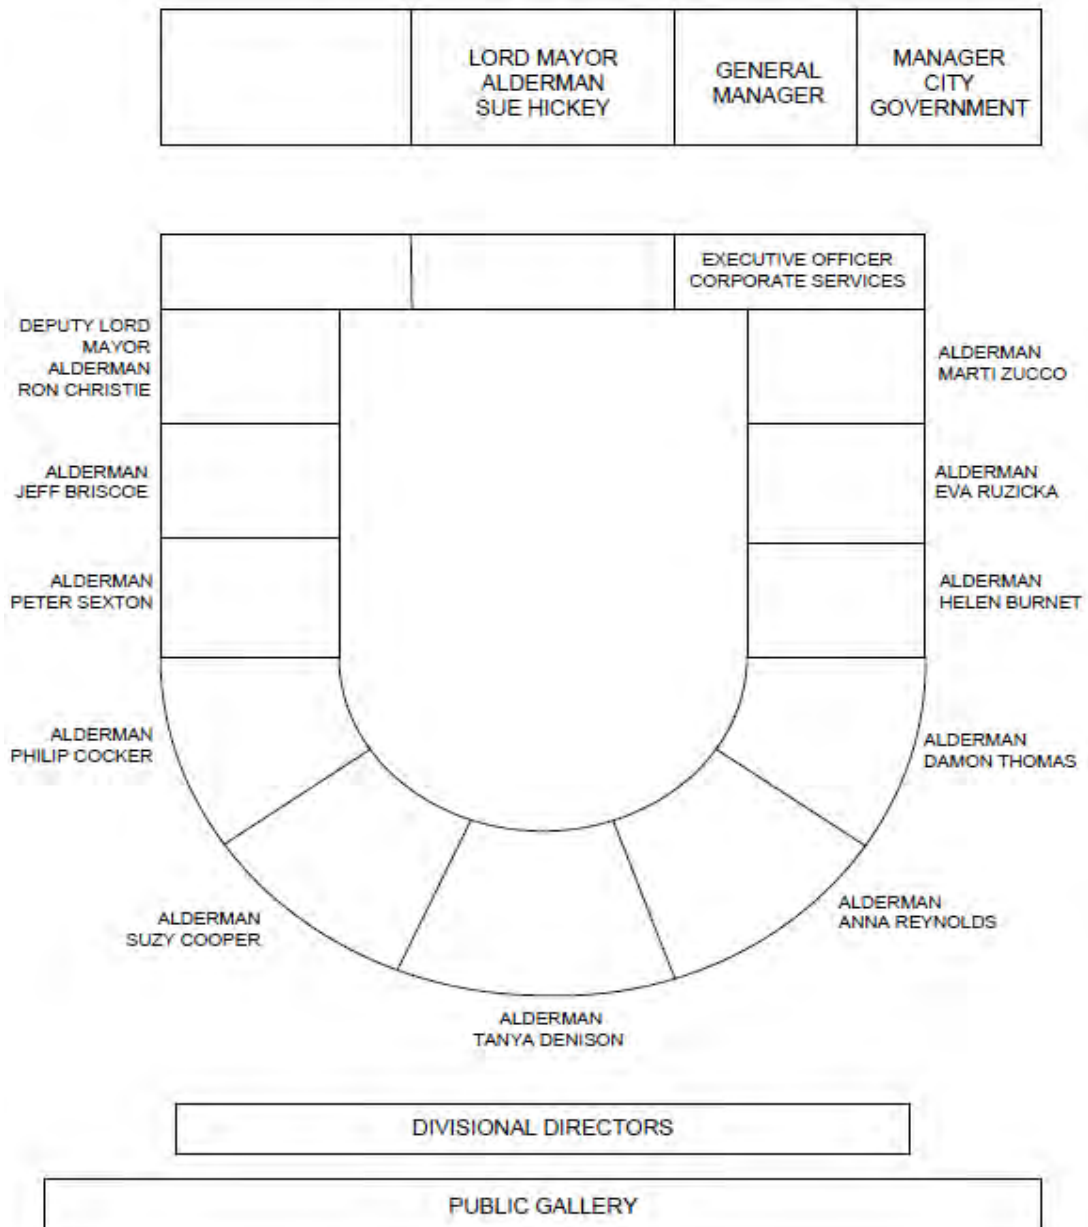 LORD MAYOR
ALDERMAN
SUE HICKEY
GENERAL
MANAGER
MANAGER
CITY
GOVERNMENT
EXECUTIVE OFFICER
CORPORATE SERVICES
DEPUTY LORD
MAYOR
ALDERMAN
RON CHRISTIE
ALDERMAN
MARTI ZUCCO
ALDERMAN
JEFF BRISCOE
ALDERMAN
EVA RUZICKA
ALDERMAN
PETER SEXTON
ALDERMAN
HELEN BURNET
ALDERMAN
PHILIP COCKER
ALDERMAN
DAMON THOMAS
ALDERMAN
SUZY COOPER
ALDERMAN
ANNA REYNOLDS
ALDERMAN
TANYA DENISON
DIVISIONAL DIRECTORS
PUBLIC GALLERY